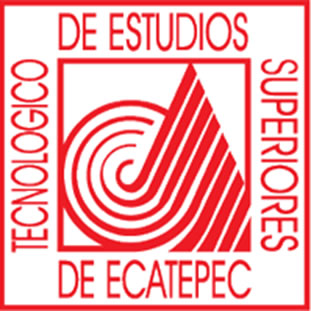 TECNOLOGICO
DE ESTUDIOS
SUPERIORES
DE ECATEPEC